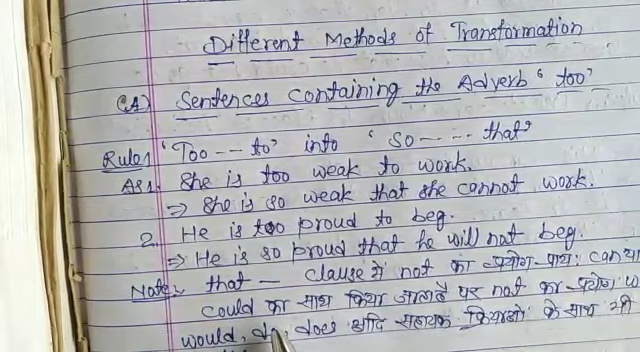 Different Methods of Transformation
(A) Sentences containing the Adverb 'too'
Rule 1 'Too --- to' into 'so ---- that'
As 1. She is too weak to work.
⇒ She is so weak that she cannot work.
2. He is too proud to beg.
⇒ He is so proud that he will not beg.
Note:- that — clause में not का प्रयोग प्राय: can या
could का साथ किया जाता है पर not का प्रयोग
would, do, does आदि सहायक क्रियाओं के साथ भी